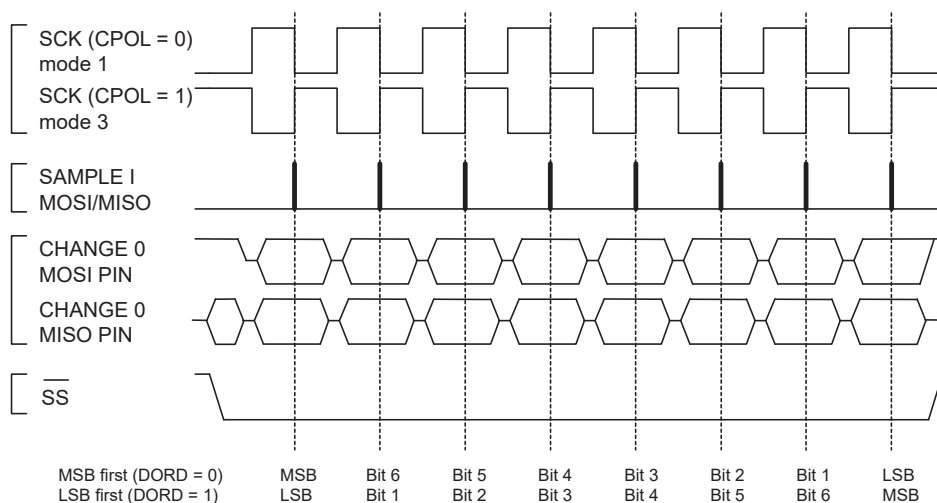 SCK (CPOL = 0)
mode 1
SCK (CPOL = 1)
mode 3
SAMPLE I
MOSI/MISO
CHANGE 0
MOSI PIN
CHANGE 0
MISO PIN
SS
MSB first (DORD = 0) MSB Bit 6 Bit 5 Bit 4 Bit 3 Bit 2 Bit 1 LSB
LSB first (DORD = 1) LSB Bit 1 Bit 2 Bit 3 Bit 4 Bit 5 Bit 6 MSB